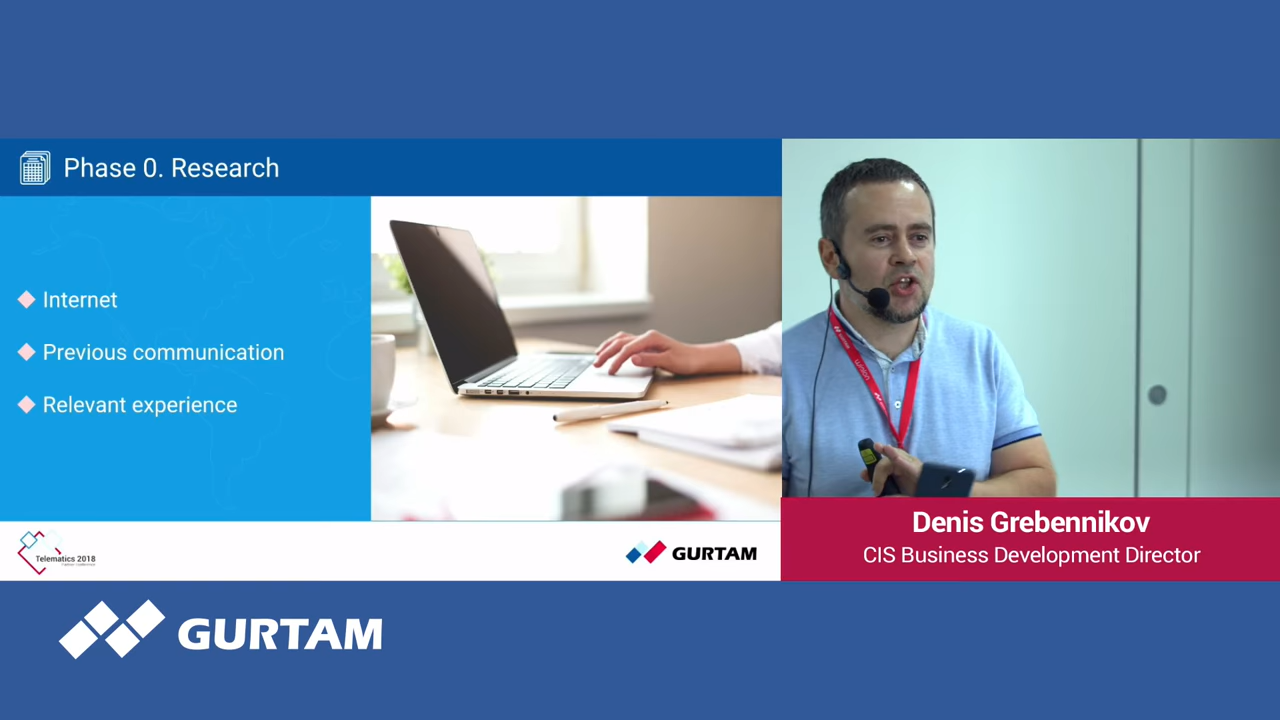 Phase 0. Research
Internet
Previous communication
Relevant experience
Telematics 2018
GURTAM
Denis Grebennikov
CIS Business Development Director
GURTAM